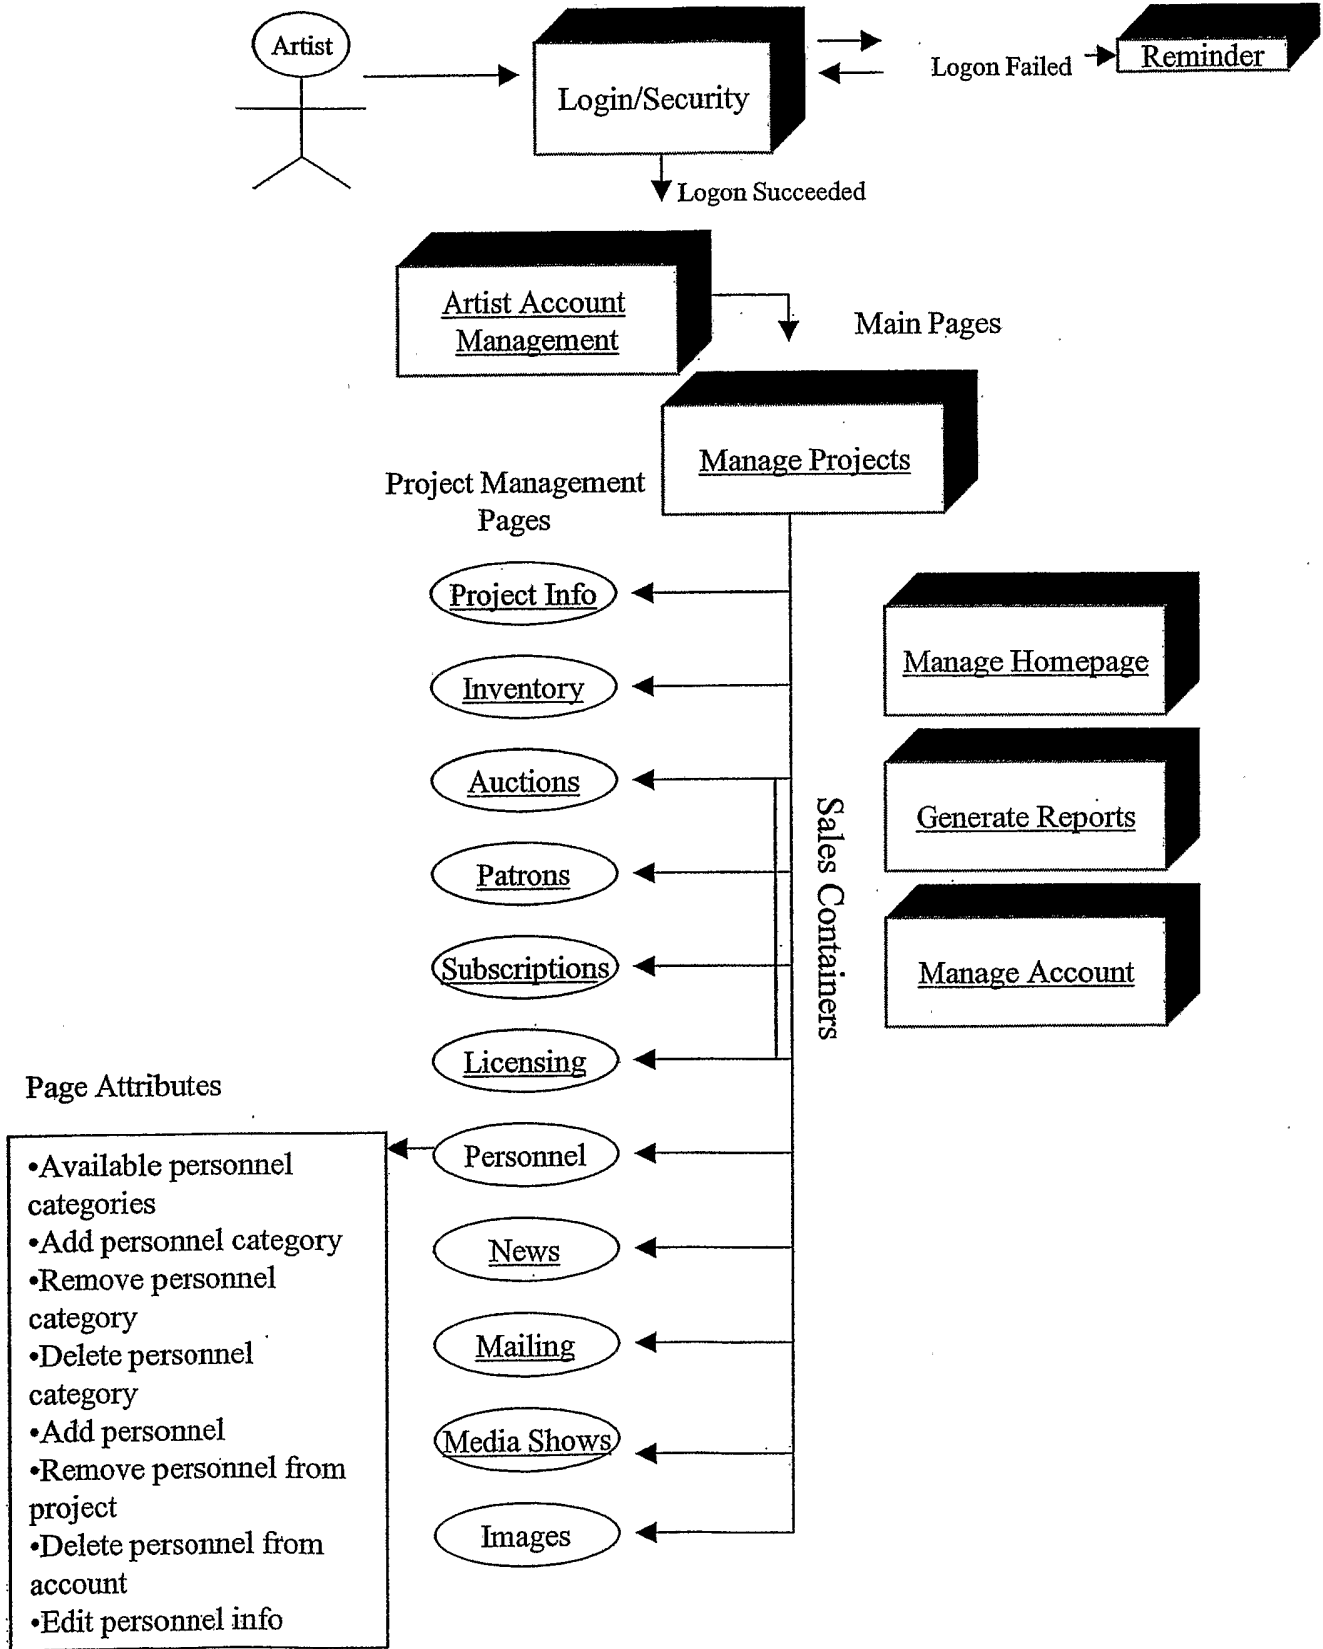 Artist
Login/Security
Logon Failed
Reminder
Logon Succeeded
Artist Account
Management
Main Pages
Manage Projects
Project Management
Pages
Project Info
Inventory
Auctions
Patrons
Subscriptions
Licensing
Personnel
News
Mailing
Media Shows
Images
Sales Containers
Manage Homepage
Generate Reports
Manage Account
Page Attributes
•Available personnel
categories
•Add personnel category
•Remove personnel
category
•Delete personnel
category
•Add personnel
•Remove personnel from
project
•Delete personnel from
account
•Edit personnel info